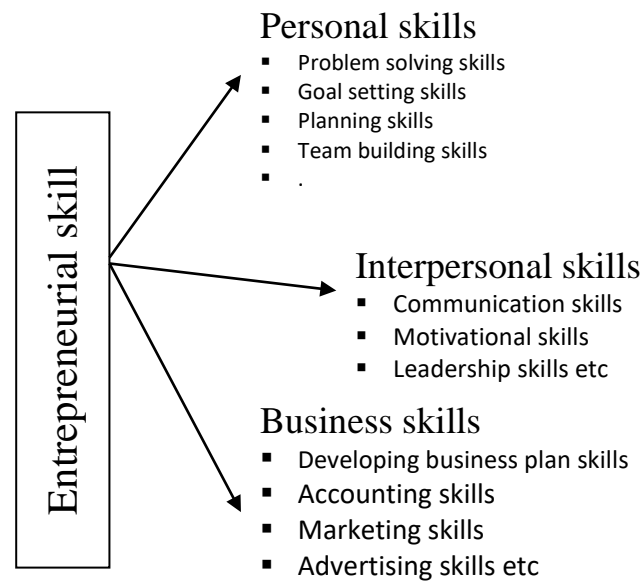 Entrepreneurial skill
Personal skills
▪ Problem solving skills
▪ Goal setting skills
▪ Planning skills
▪ Team building skills
▪ .
Interpersonal skills
▪ Communication skills
▪ Motivational skills
▪ Leadership skills etc
Business skills
▪ Developing business plan skills
▪ Accounting skills
▪ Marketing skills
▪ Advertising skills etc